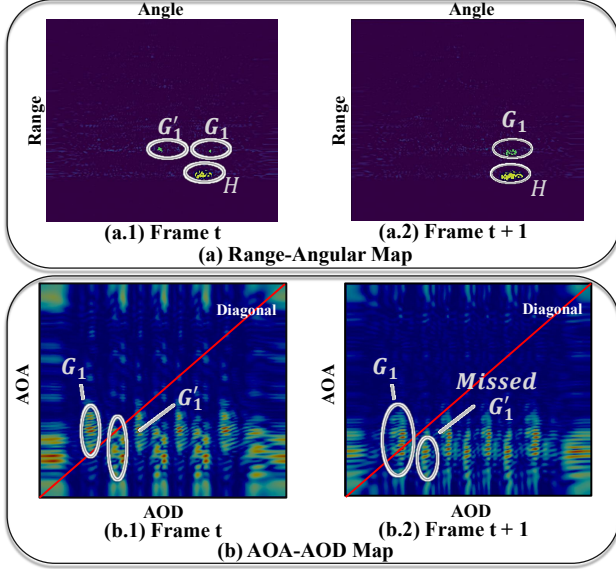 Angle Angle
Range Range
G′₁ G₁ G₁
H H
(a.1) Frame t (a.2) Frame t + 1
(a) Range-Angular Map
Diagonal Diagonal
AOA AOA
G₁ G′₁ G₁ Missed
G′₁
AOD AOD
(b.1) Frame t (b.2) Frame t + 1
(b) AOA-AOD Map